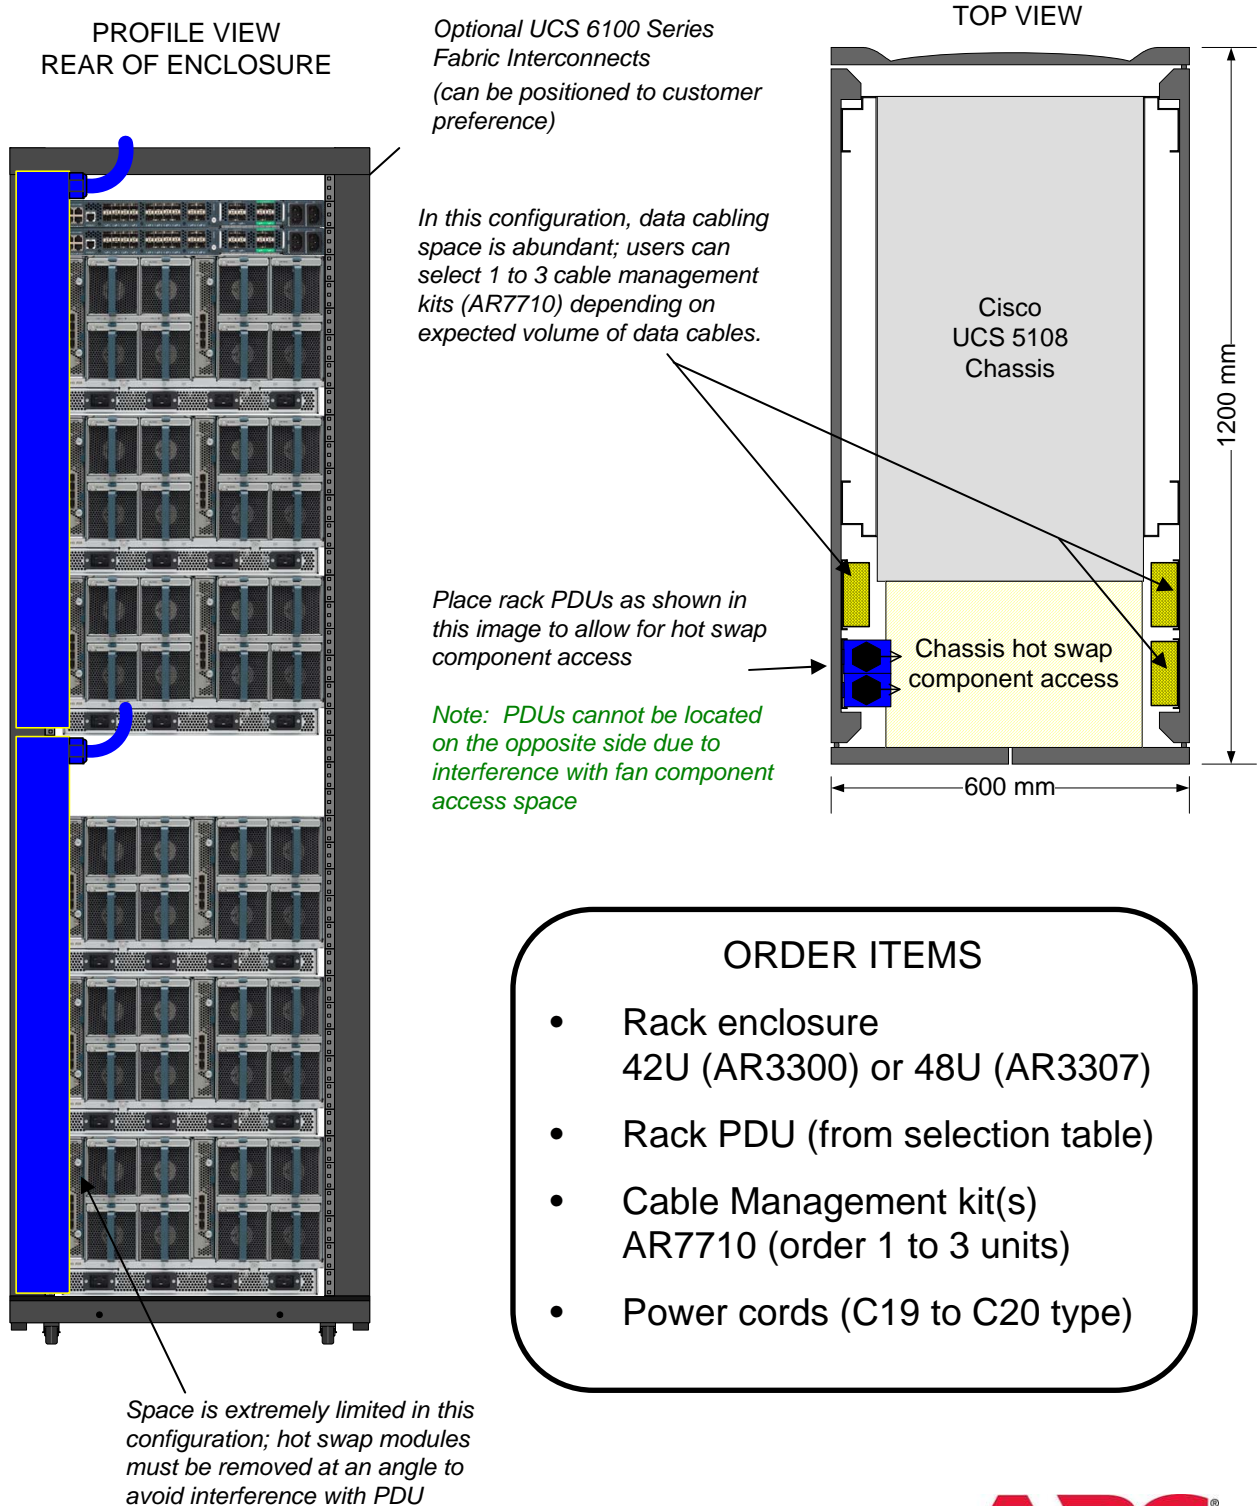 PROFILE VIEW
REAR OF ENCLOSURE
Optional UCS 6100 Series
Fabric Interconnects
(can be positioned to customer
preference)
TOP VIEW
In this configuration, data cabling
space is abundant; users can
select 1 to 3 cable management
kits (AR7710) depending on
expected volume of data cables.
Cisco
UCS 5108
Chassis
1200 mm
Place rack PDUs as shown in
this image to allow for hot swap
component access
Chassis hot swap
component access
Note: PDUs cannot be located
on the opposite side due to
interference with fan component
access space
600 mm
ORDER ITEMS
• Rack enclosure
42U (AR3300) or 48U (AR3307)
• Rack PDU (from selection table)
• Cable Management kit(s)
AR7710 (order 1 to 3 units)
• Power cords (C19 to C20 type)
Space is extremely limited in this
configuration; hot swap modules
must be removed at an angle to
avoid interference with PDU